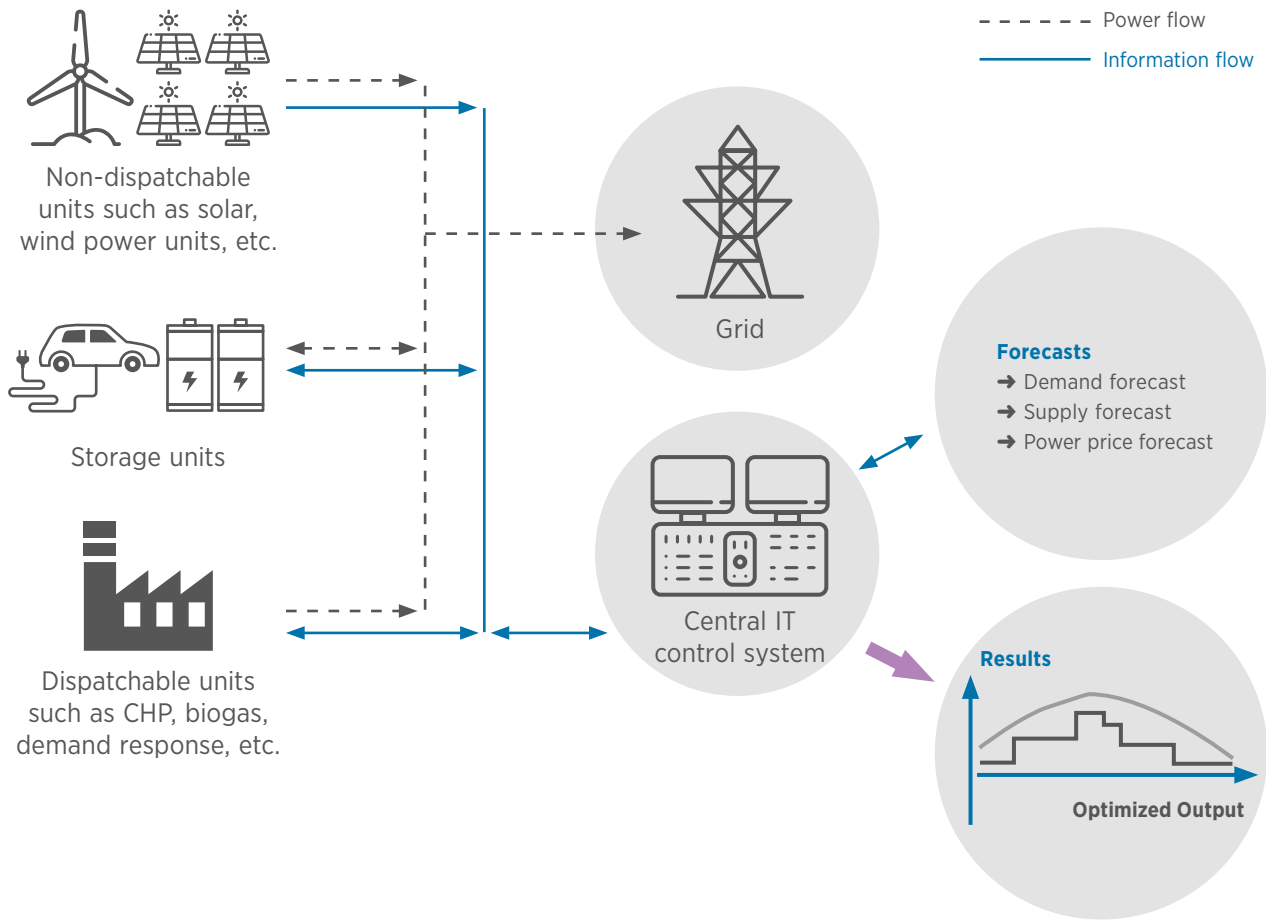 Power flow
Information flow
Non-dispatchable
units such as solar,
wind power units, etc.
Grid
Storage units
Forecasts
➔ Demand forecast
➔ Supply forecast
➔ Power price forecast
Central IT
control system
Dispatchable units
such as CHP, biogas,
demand response, etc.
Results
Optimized Output